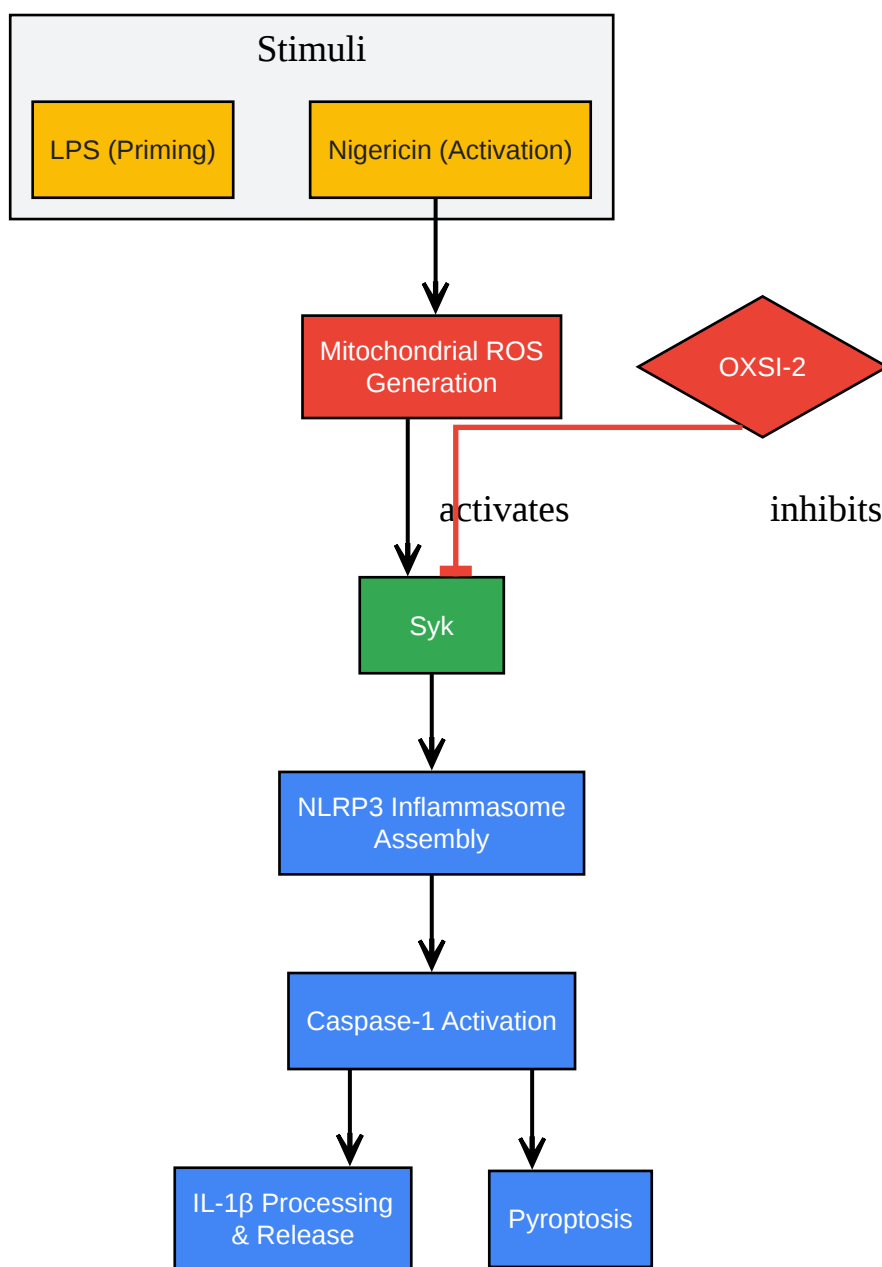 Stimuli
LPS (Priming)
Nigericin (Activation)
Mitochondrial ROS
Generation
OXSI-2
activates
inhibits
Syk
NLRP3 Inflammasome
Assembly
Caspase-1 Activation
IL-1β Processing
& Release
Pyroptosis